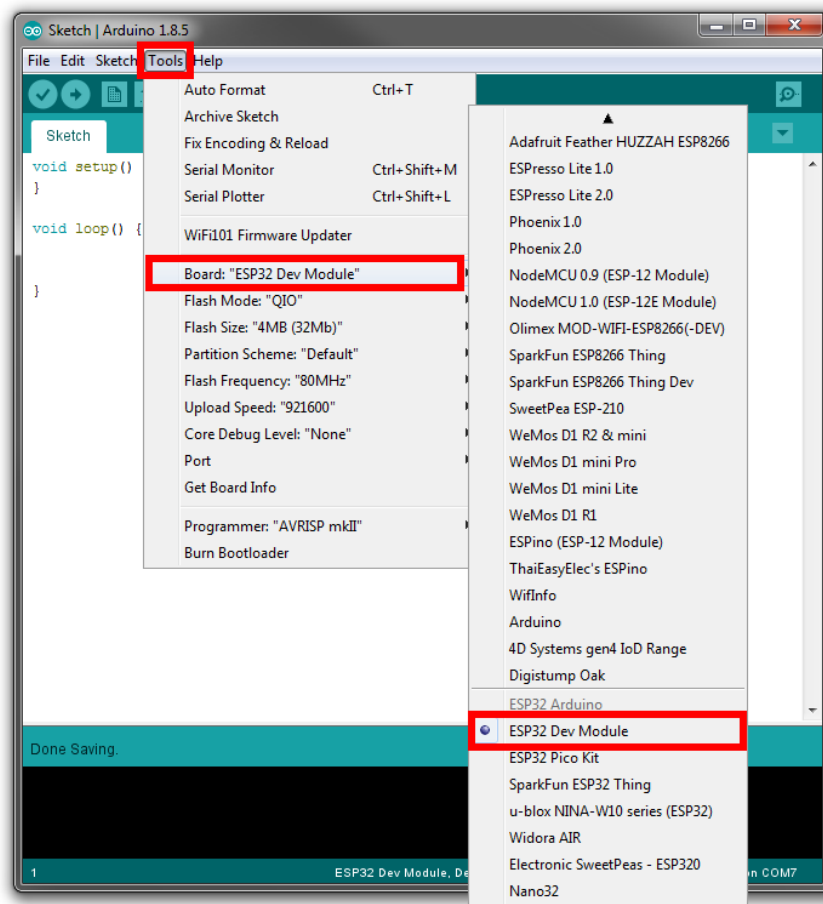 Sketch | Arduino 1.8.5
File Edit Sketch Tools Help
Auto Format Ctrl+T
Archive Sketch
Fix Encoding & Reload
Serial Monitor Ctrl+Shift+M
Serial Plotter Ctrl+Shift+L
WiFi101 Firmware Updater
Board: "ESP32 Dev Module"
Flash Mode: "QIO"
Flash Size: "4MB (32Mb)"
Partition Scheme: "Default"
Flash Frequency: "80MHz"
Upload Speed: "921600"
Core Debug Level: "None"
Port
Get Board Info
Programmer: "AVRISP mkII"
Burn Bootloader
Sketch
void setup()
}
void loop() {
}
Adafruit Feather HUZZAH ESP8266
ESPresso Lite 1.0
ESPresso Lite 2.0
Phoenix 1.0
Phoenix 2.0
NodeMCU 0.9 (ESP-12 Module)
NodeMCU 1.0 (ESP-12E Module)
Olimex MOD-WIFI-ESP8266(-DEV)
SparkFun ESP8266 Thing
SparkFun ESP8266 Thing Dev
SweetPea ESP-210
WeMos D1 R2 & mini
WeMos D1 mini Pro
WeMos D1 mini Lite
WeMos D1 R1
ESPino (ESP-12 Module)
ThaiEasyElec's ESPino
WifInfo
Arduino
4D Systems gen4 IoD Range
Digistump Oak
ESP32 Arduino
ESP32 Dev Module
ESP32 Pico Kit
SparkFun ESP32 Thing
u-blox NINA-W10 series (ESP32)
Widora AIR
Electronic SweetPeas - ESP320
Nano32
Done Saving.
1 ESP32 Dev Module, De on COM7